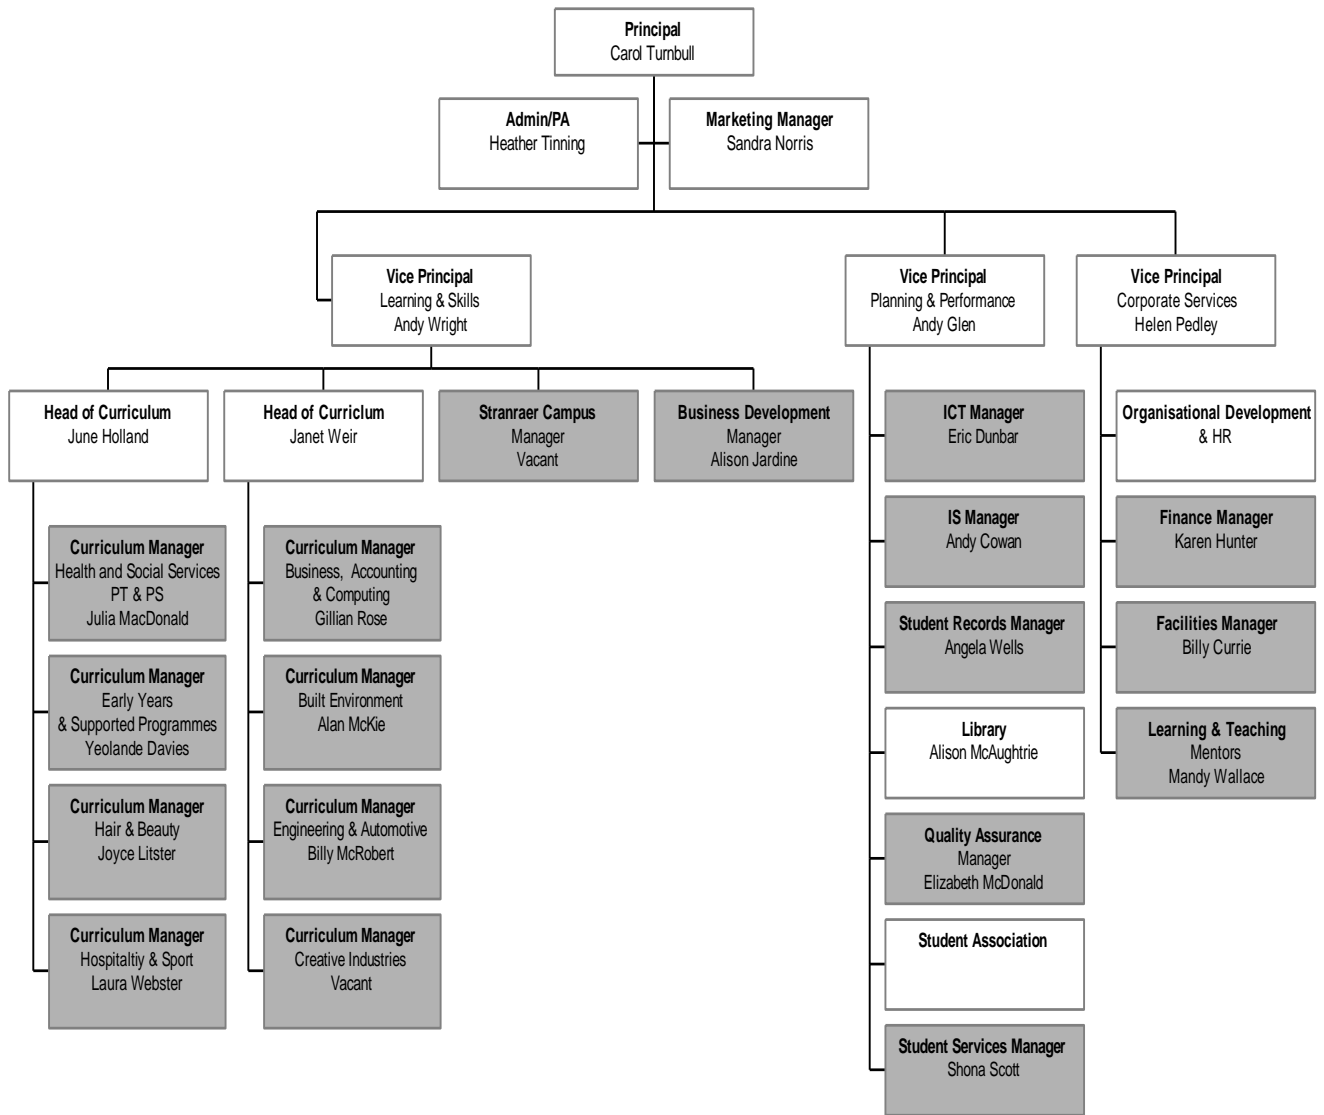 Principal
Carol Turnbull
Admin/PA
Heather Tinning
Marketing Manager
Sandra Norris
Vice Principal
Learning & Skills
Andy Wright
Vice Principal
Planning & Performance
Andy Glen
Vice Principal
Corporate Services
Helen Pedley
Head of Curriculum
June Holland
Head of Curriclum
Janet Weir
Stranraer Campus
Manager
Vacant
Business Development
Manager
Alison Jardine
ICT Manager
Eric Dunbar
Organisational Development
& HR
Curriculum Manager
Health and Social Services
PT & PS
Julia MacDonald
Curriculum Manager
Business, Accounting
& Computing
Gillian Rose
IS Manager
Andy Cowan
Finance Manager
Karen Hunter
Student Records Manager
Angela Wells
Facilities Manager
Billy Currie
Curriculum Manager
Early Years
& Supported Programmes
Yeolande Davies
Curriculum Manager
Built Environment
Alan McKie
Library
Alison McAughtrie
Learning & Teaching
Mentors
Mandy Wallace
Curriculum Manager
Hair & Beauty
Joyce Litster
Curriculum Manager
Engineering & Automotive
Billy McRobert
Quality Assurance
Manager
Elizabeth McDonald
Curriculum Manager
Hospitaltiy & Sport
Laura Webster
Curriculum Manager
Creative Industries
Vacant
Student Association
Student Services Manager
Shona Scott